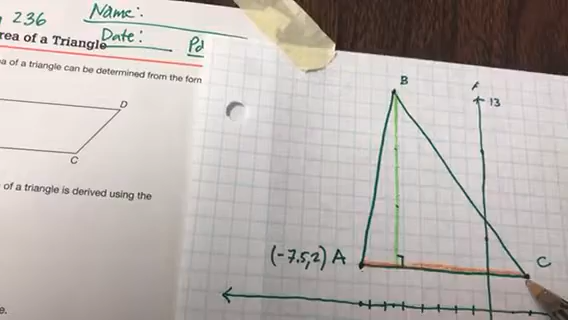 236
Name:
rea of a Triangle
Date:
Pd
a of a triangle can be determined from the form
D
C
of a triangle is derived using the
e.
B
13
(-7.5,2) A
C